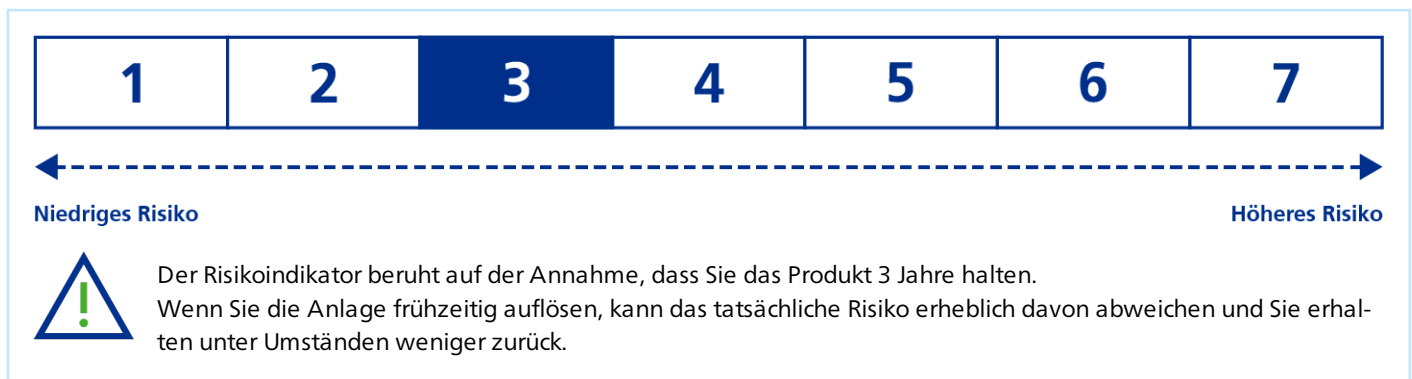 1 2 3 4 5 6 7
Niedriges Risiko Höheres Risiko
Der Risikoindikator beruht auf der Annahme, dass Sie das Produkt 3 Jahre halten.
Wenn Sie die Anlage frühzeitig auflösen, kann das tatsächliche Risiko erheblich davon abweichen und Sie erhal-
ten unter Umständen weniger zurück.